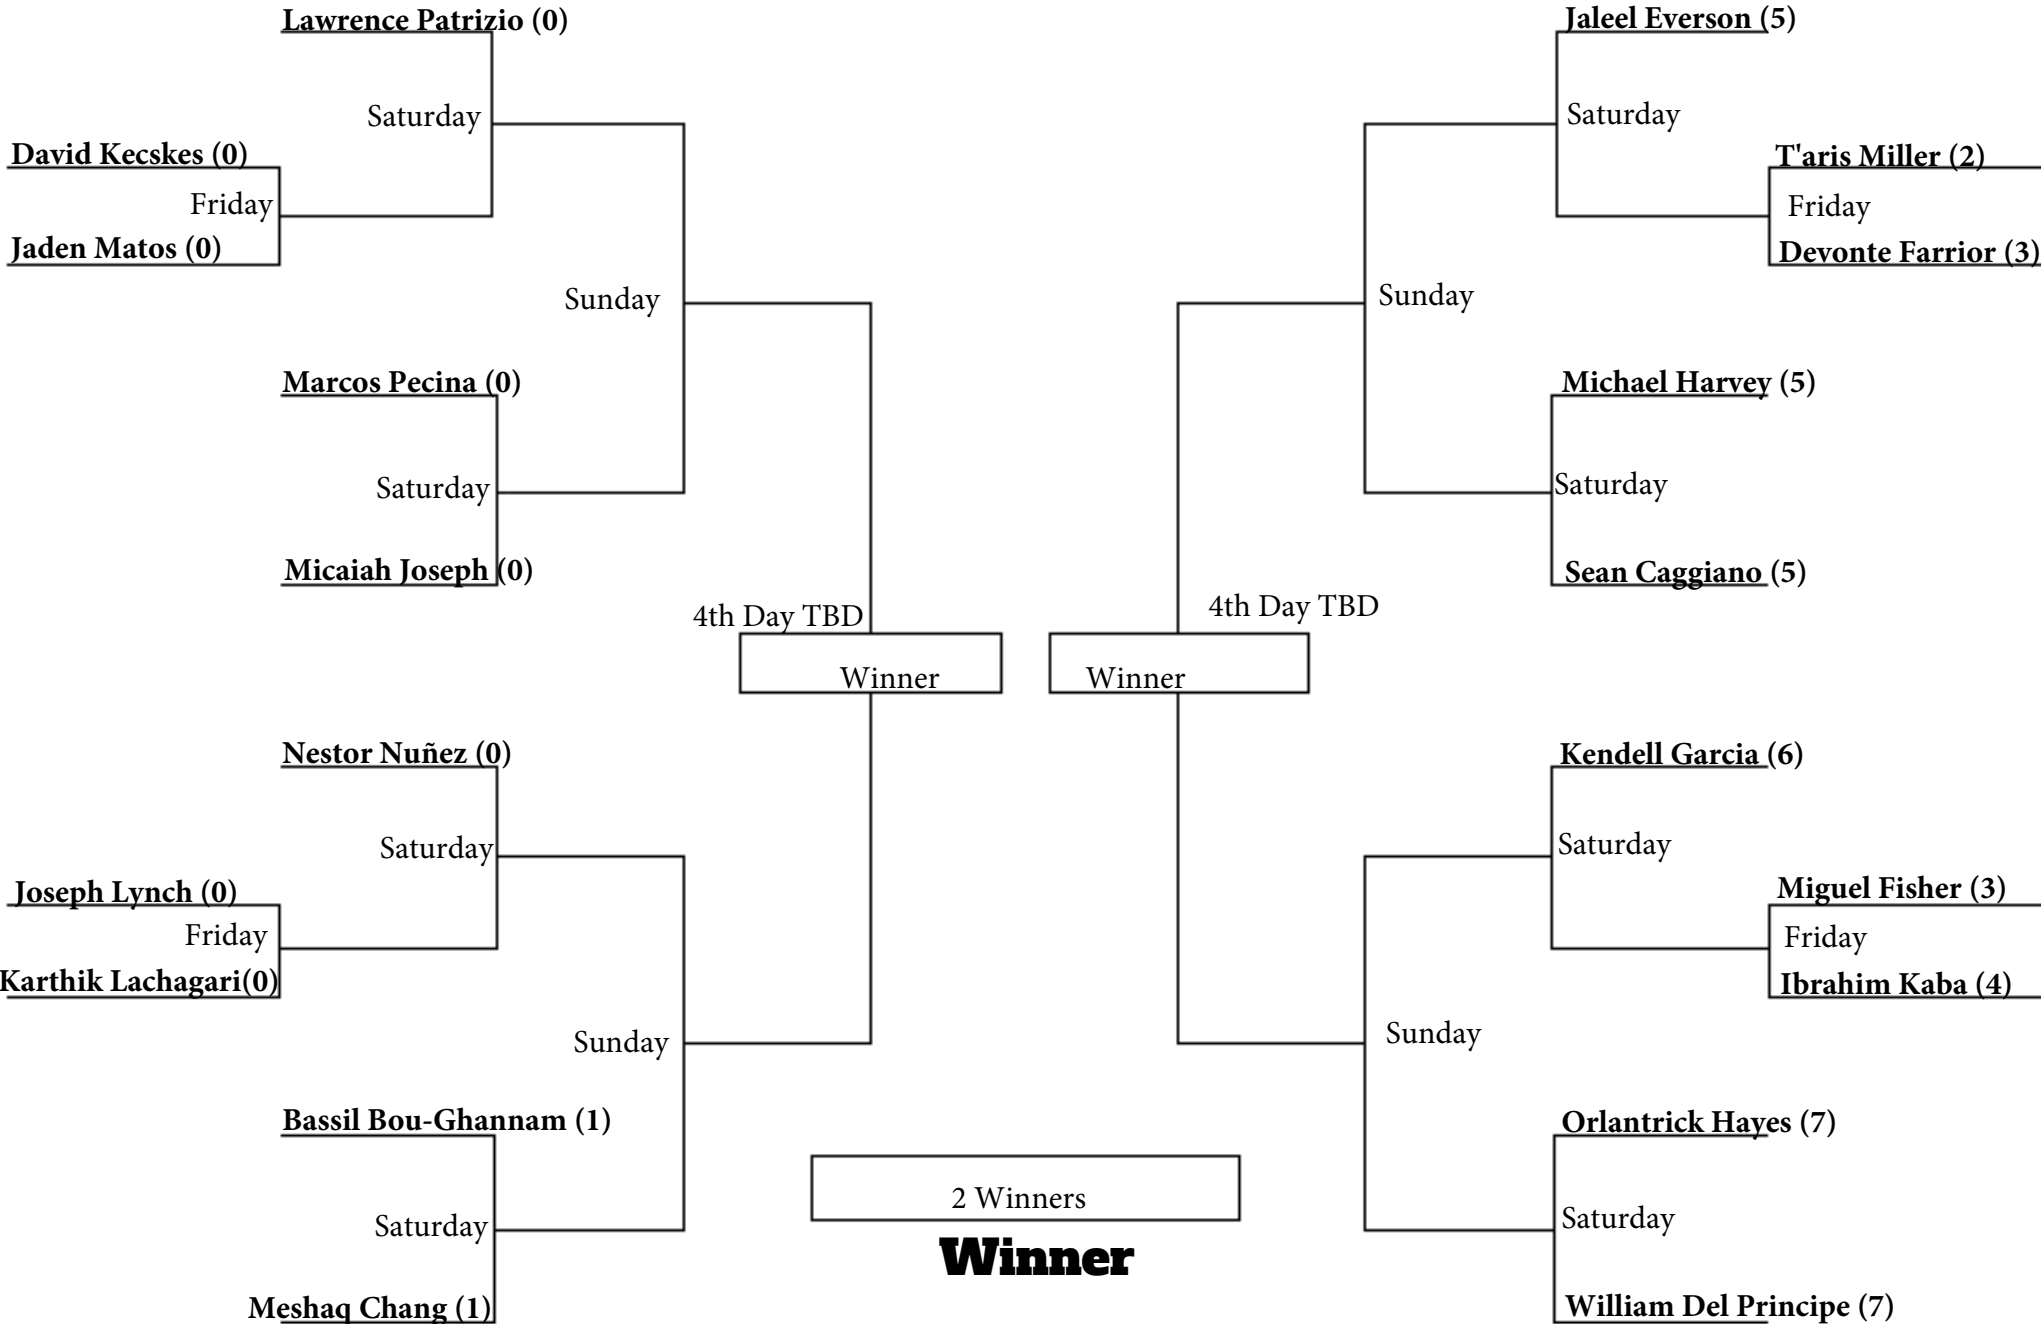 Lawrence Patrizio (0)
Saturday
David Kecskes (0)
Friday
Jaden Matos (0)
Sunday
Marcos Pecina (0)
Saturday
Micaiah Joseph (0)
4th Day TBD
Winner
Nestor Nuñez (0)
Saturday
Joseph Lynch (0)
Friday
Karthik Lachagari(0)
Sunday
Bassil Bou-Ghannam (1)
Saturday
Meshaq Chang (1)
Jaleel Everson (5)
Saturday
T'aris Miller (2)
Friday
Devonte Farrior (3)
Sunday
Michael Harvey (5)
Saturday
Sean Caggiano (5)
4th Day TBD
Winner
Kendell Garcia (6)
Saturday
Miguel Fisher (3)
Friday
Ibrahim Kaba (4)
Sunday
Orlantrick Hayes (7)
Saturday
William Del Principe (7)
2 Winners
Winner